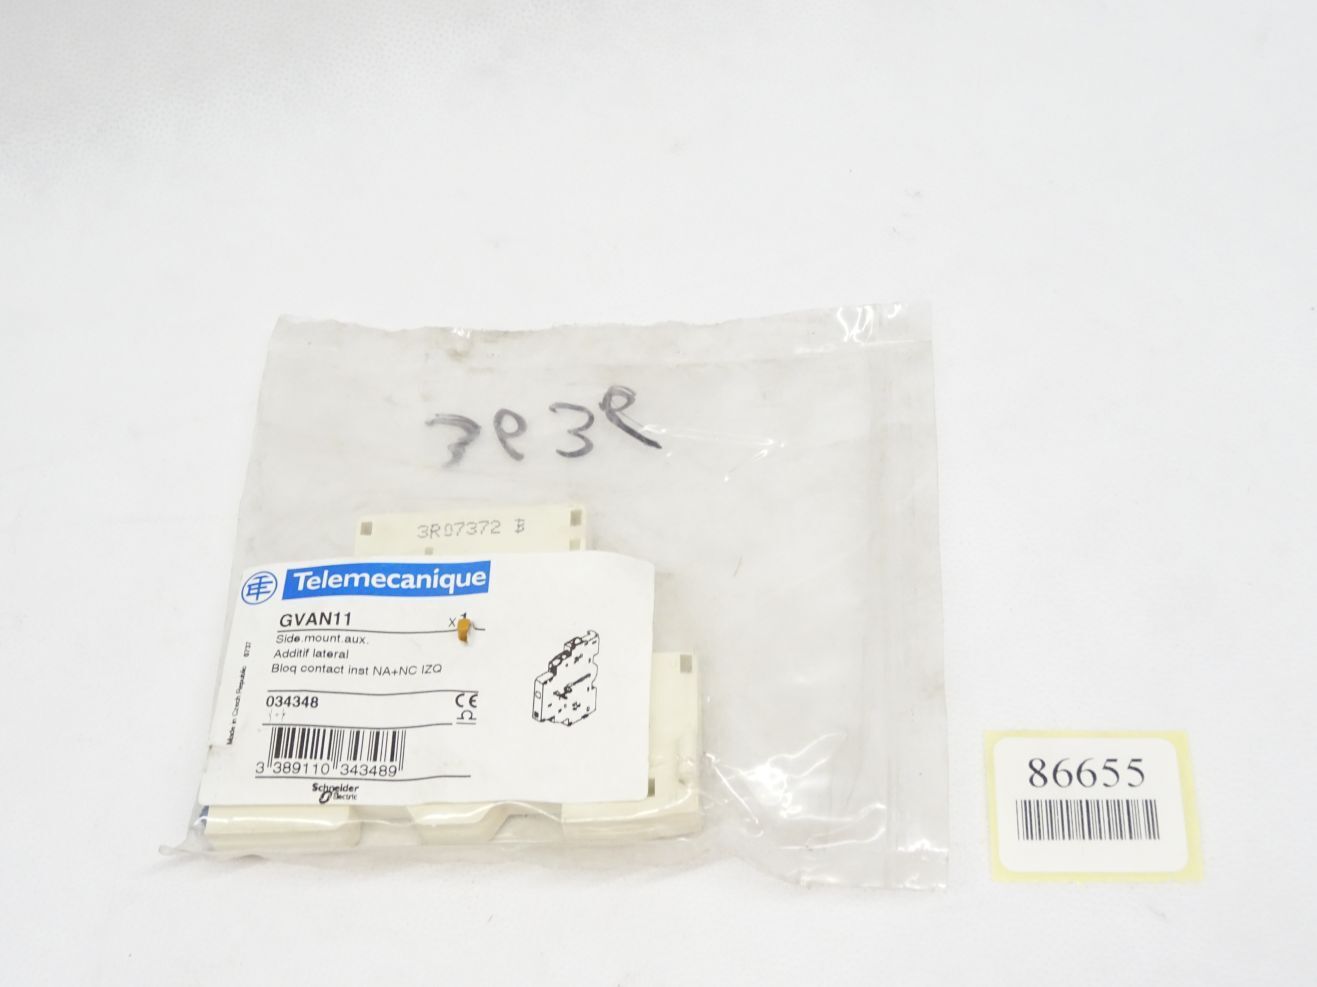 3R07372
Telemecanique
GVAN11
Side.mount.aux.
Additif lateral
Bloq contact inst NA+NC IZQ
034348
CE
Made in Czech Republic 0737
3 389110 343489
Schneider
Electric
86655